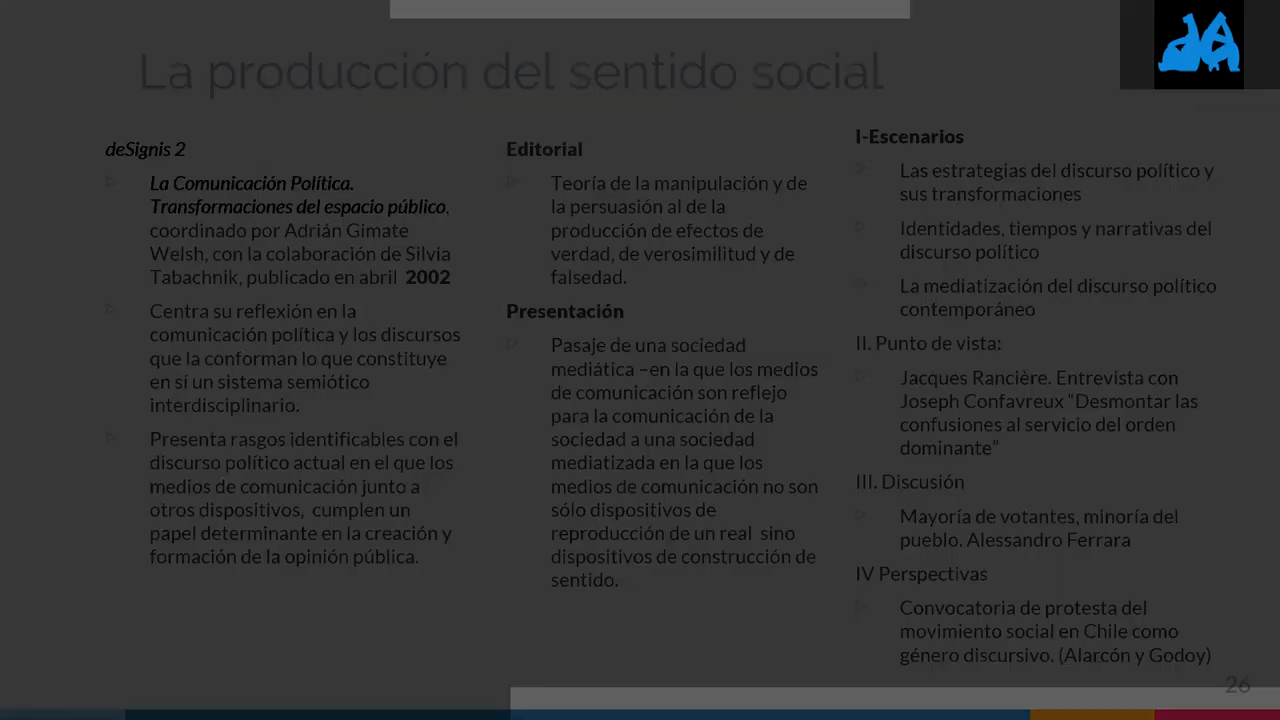 La producción del sentido social
deSignis 2
La Comunicación Política.
Transformaciones del espacio público,
coordinado por Adrián Gimate
Welsh, con la colaboración de Silvia
Tabachnik, publicado en abril 2002
Centra su reflexión en la
comunicación política y los discursos
que la conforman lo que constituye
en sí un sistema semiótico
interdisciplinario.
Presenta rasgos identificables con el
discurso político actual en el que los
medios de comunicación junto a
otros dispositivos, cumplen un
papel determinante en la creación y
formación de la opinión pública.
Editorial
Teoría de la manipulación y de
la persuasión al de la
producción de efectos de
verdad, de verosimilitud y de
falsedad.
Presentación
Pasaje de una sociedad
mediática –en la que los medios
de comunicación son reflejo
para la comunicación de la
sociedad a una sociedad
mediatizada en la que los
medios de comunicación no son
sólo dispositivos de
reproducción de un real sino
dispositivos de construcción de
sentido.
I-Escenarios
Las estrategias del discurso político y
sus transformaciones
Identidades, tiempos y narrativas del
discurso político
La mediatización del discurso político
contemporáneo
II. Punto de vista:
Jacques Rancière. Entrevista con
Joseph Confavreux “Desmontar las
confusiones al servicio del orden
dominante”
III. Discusión
Mayoría de votantes, minoría del
pueblo. Alessandro Ferrara
IV Perspectivas
Convocatoria de protesta del
movimiento social en Chile como
género discursivo. (Alarcón y Godoy)
26